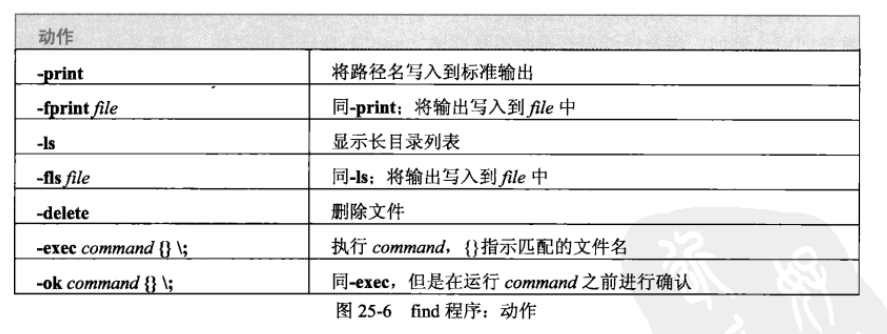 动作
-print 将路径名写入到标准输出
-fprint file 同-print；将输出写入到 file 中
-ls 显示长目录列表
-fls file 同-ls；将输出写入到 file 中
-delete 删除文件
-exec command {} \; 执行 command，{}指示匹配的文件名
-ok command {} \; 同-exec，但是在运行 command 之前进行确认
图 25-6 find 程序：动作